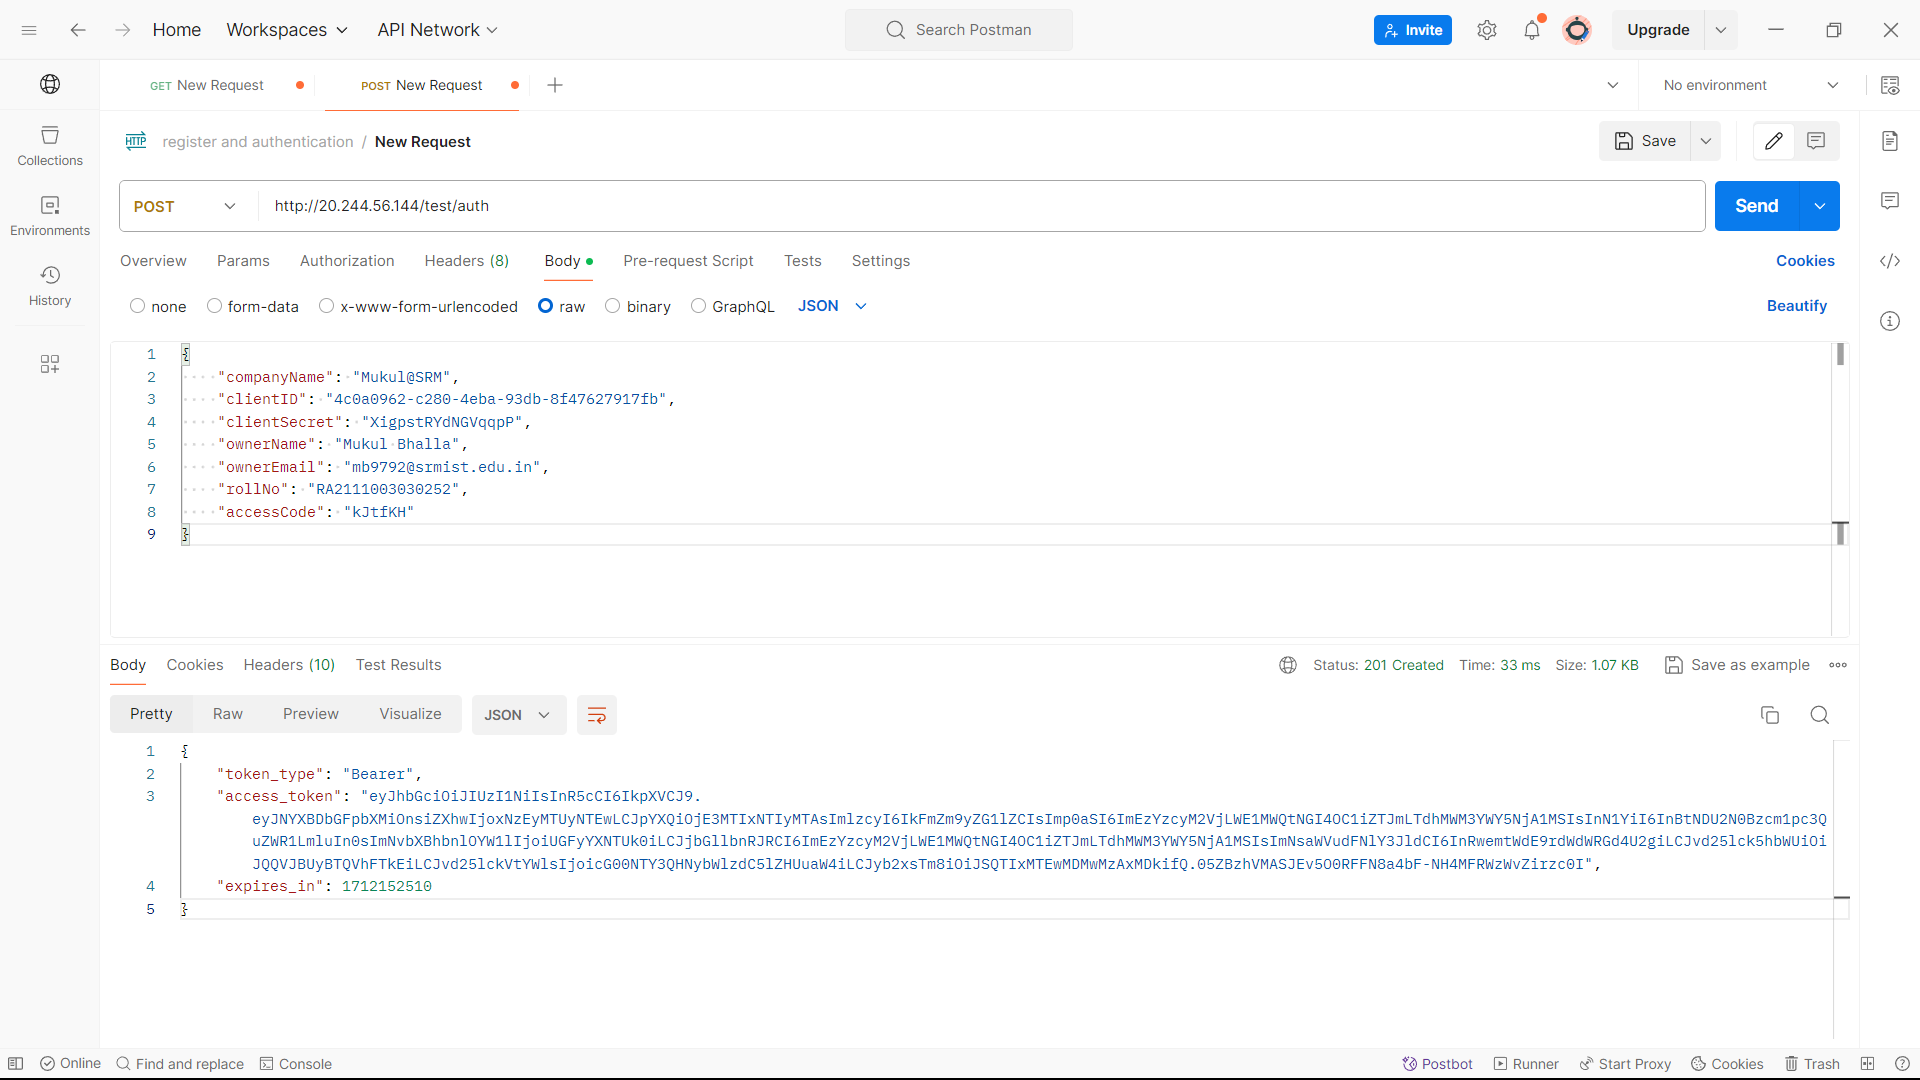 Home Workspaces API Network Search Postman Invite Upgrade
GET New Request POST New Request No environment
HTTP register and authentication / New Request Save
Collections
Environments
History
POST http://20.244.56.144/test/auth Send
Overview Params Authorization Headers (8) Body Pre-request Script Tests Settings Cookies
none form-data x-www-form-urlencoded raw binary GraphQL JSON Beautify
1 {
2 "companyName": "Mukul@SRM",
3 "clientID": "4c0a0962-c280-4eba-93db-8f47627917fb",
4 "clientSecret": "XigpstRYdNGVqqpP",
5 "ownerName": "Mukul Bhalla",
6 "ownerEmail": "mb9792@srmist.edu.in",
7 "rollNo": "RA2111003030252",
8 "accessCode": "kJtfKH"
9 }
Body Cookies Headers (10) Test Results Status: 201 Created Time: 33 ms Size: 1.07 KB Save as example
Pretty Raw Preview Visualize JSON
1 {
2 "token_type": "Bearer",
3 "access_token": "eyJhbGciOiJIUzI1NiIsInR5cCI6IkpXVCJ9.
eyJNYXBDbGFpbXMiOnsiZXhwIjoxNzEyMTUyNTEwLCJpYXQiOjE3MTIxNTIyMTAsImlzcyI6IkFmZm9yZG1lZCIsImp0aSI6ImEzYzcyM2VjLWE1MWQtNGI4OC1iZTJmLTdhMWM3YWY5NjA1MSIsInN1YiI6InBtNDU2N0Bzcm1pc3Q
uZWR1LmluIn0sImNvbXBhbnlOYW1lIjoiUGFyYXNTUk0iLCJjbGllbnRJRCI6ImEzYzcyM2VjLWE1MWQtNGI4OC1iZTJmLTdhMWM3YWY5NjA1MSIsImNsaWVudFNlY3JldCI6InRwemtWdE9rdWdWRGd4U2giLCJvd25lck5hbWUiOi
JQQVJBUyBTQVhFTkEiLCJvd25lckVtYWlsIjoicG00NTY3QHNybWlzdC5lZHUuaW4iLCJyb2xsTm8iOiJSQTIxMTEwMDMwMzAxMDkifQ.05ZBzhVMASJEv5O0RFFN8a4bF-NH4MFRWzWvZirzc0I",
4 "expires_in": 1712152510
5 }
Online Find and replace Console Postbot Runner Start Proxy Cookies Trash